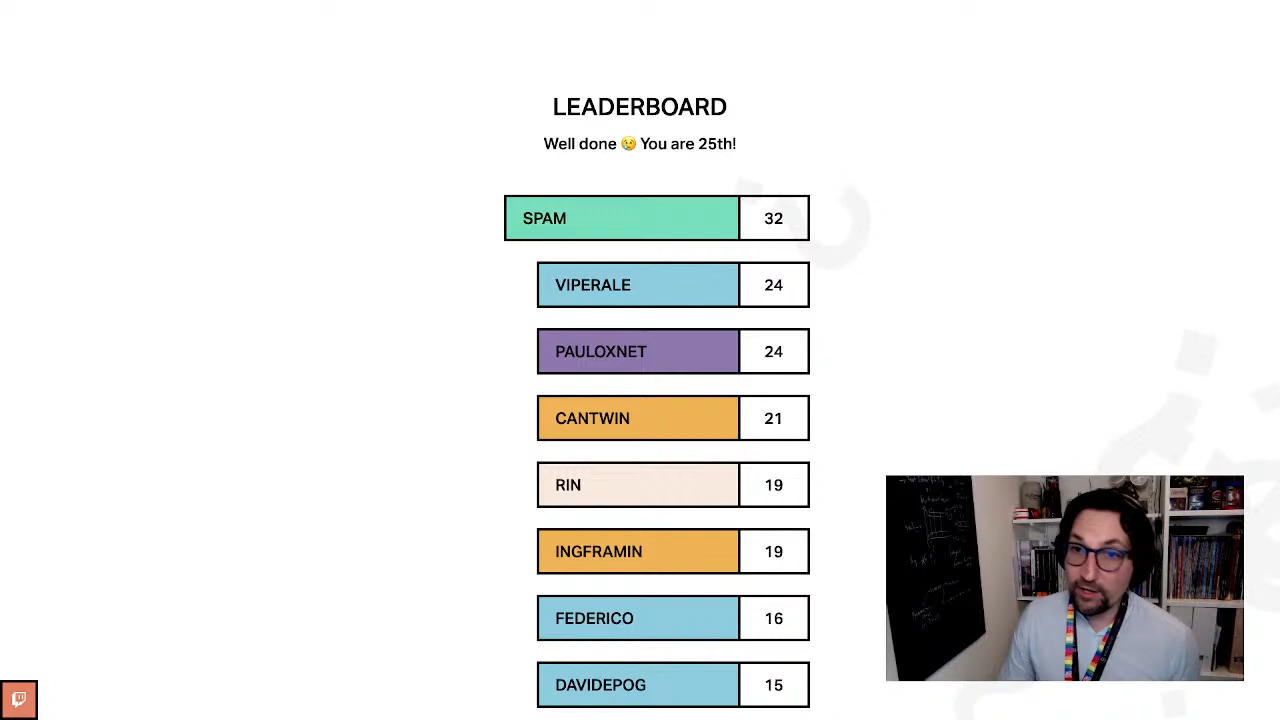 LEADERBOARD
Well done 😢 You are 25th!
SPAM 32
VIPERALE 24
PAULOXNET 24
CANTWIN 21
RIN 19
INGFRAMIN 19
FEDERICO 16
DAVIDEPOG 15